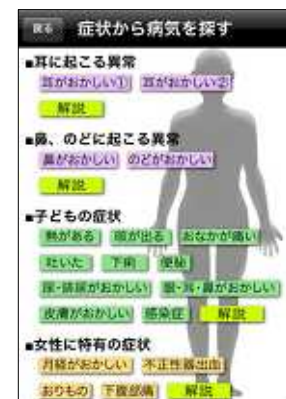 戻る 症状から病気を探す
■耳に起こる異常
耳がおかしい① 耳がおかしい②
解説
■鼻、のどに起こる異常
鼻がおかしい のどがおかしい
解説
■子どもの症状
熱がある 咳が出る おなかが痛い
吐いた 下痢 便秘
尿・排尿がおかしい 眼・耳・鼻がおかしい
皮膚がおかしい 感染症 解説
■女性に特有の症状
月経がおかしい 不正性器出血
おりもの 下腹部痛 解説